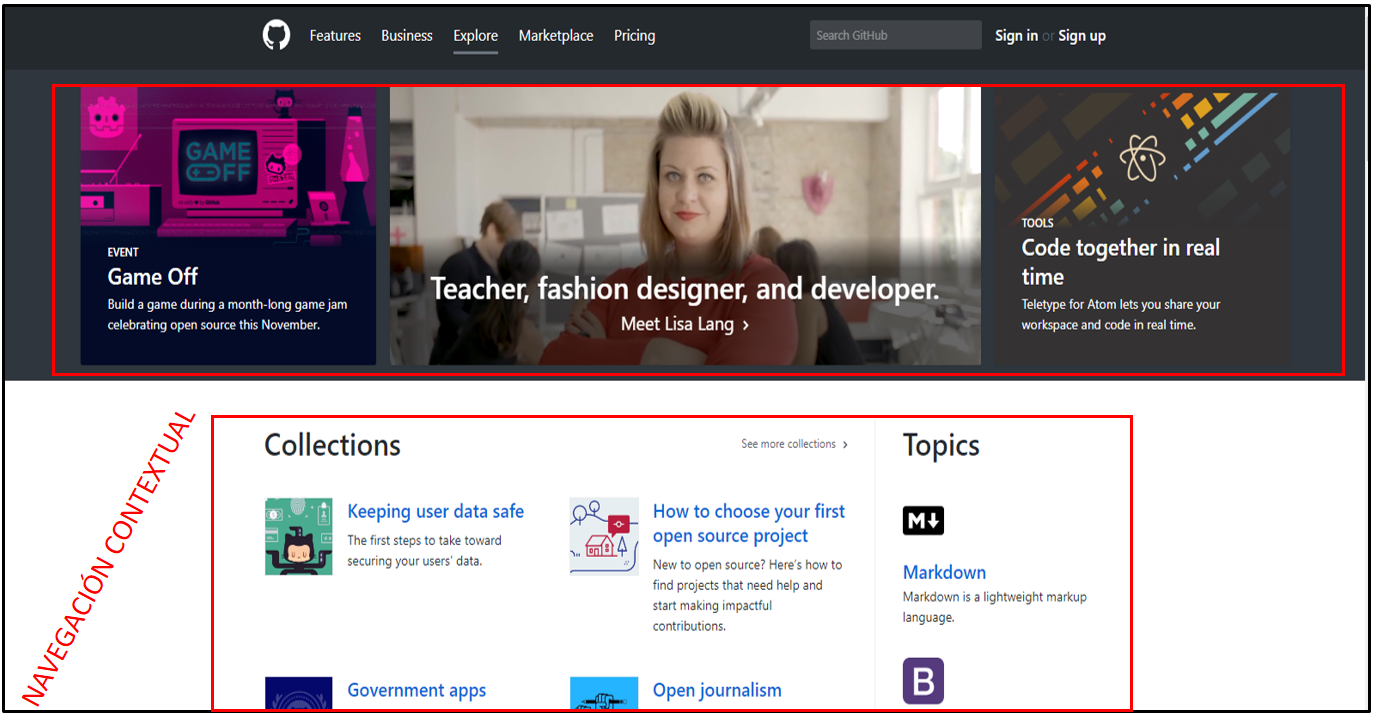 Features Business Explore Marketplace Pricing Search GitHub Sign in or Sign up
GAME
OFF
EVENT
Game Off
Build a game during a month-long game jam
celebrating open source this November.
Teacher, fashion designer, and developer.
Meet Lisa Lang ›
TOOLS
Code together in real
time
Teletype for Atom lets you share your
workspace and code in real time.
NAVEGACIÓN CONTEXTUAL
Collections
See more collections ›
Keeping user data safe
The first steps to take toward
securing your users' data.
How to choose your first
open source project
New to open source? Here's how to
find projects that need help and
start making impactful
contributions.
Government apps
Open journalism
Topics
M
Markdown
Markdown is a lightweight markup
language.
B